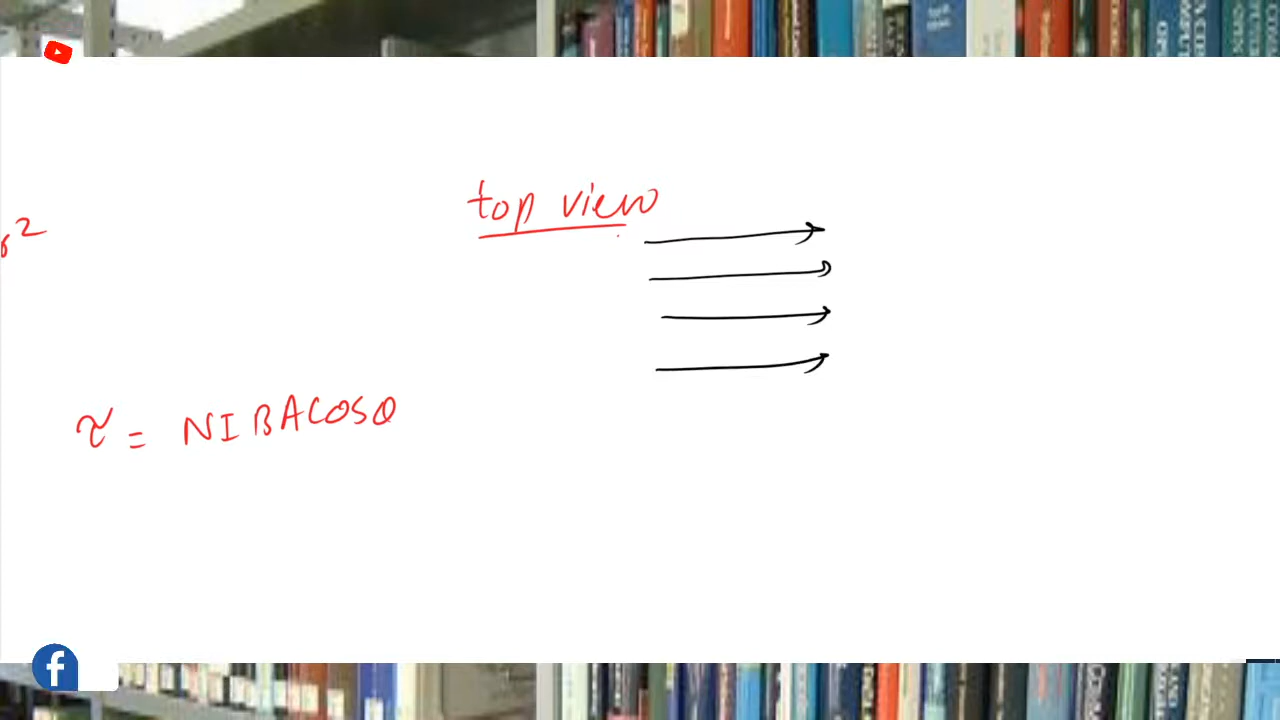 top view
τ = NIBACOSθ